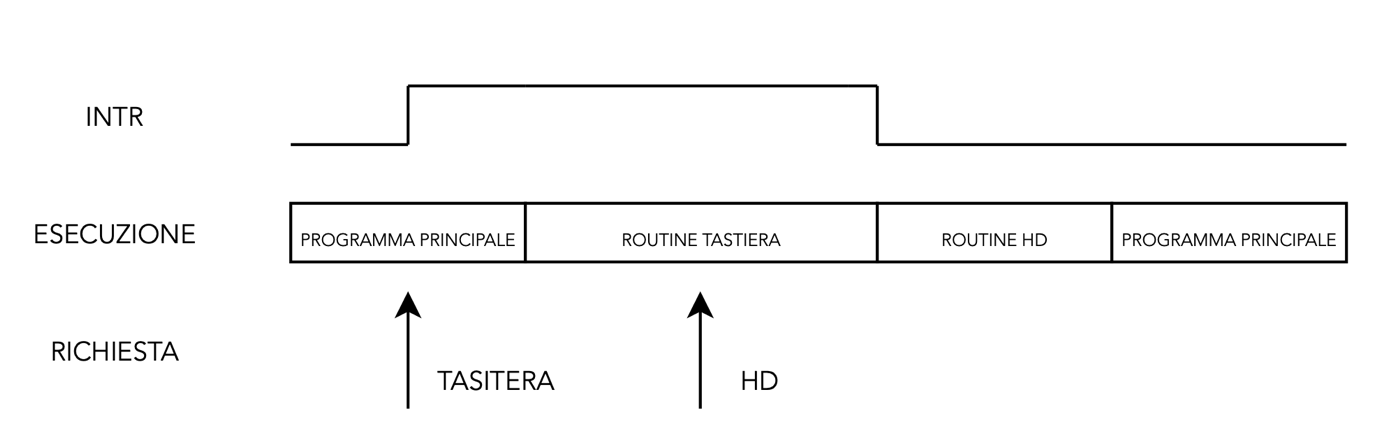 INTR
ESECUZIONE
PROGRAMMA PRINCIPALE
ROUTINE TASTIERA
ROUTINE HD
PROGRAMMA PRINCIPALE
RICHIESTA
TASITERA
HD